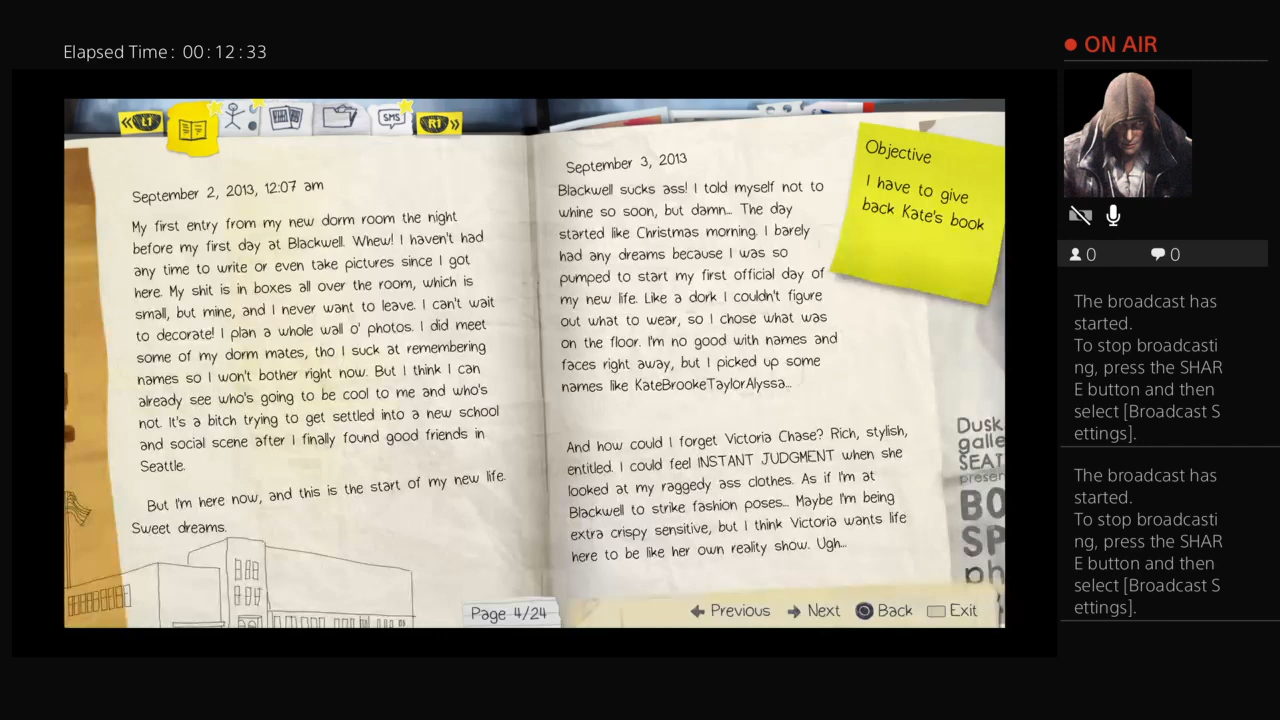 Elapsed Time: 00:12:33
ON AIR
L1
SMS
R1
September 2, 2013, 12:07 am
My first entry from my new dorm room the night
before my first day at Blackwell. Whew! I haven't had
any time to write or even take pictures since I got
here. My shit is in boxes all over the room, which is
small, but mine, and I never want to leave. I can't wait
to decorate! I plan a whole wall o' photos. I did meet
some of my dorm mates, tho I suck at remembering
names so I won't bother right now. But I think I can
already see who's going to be cool to me and who's
not. It's a bitch trying to get settled into a new school
and social scene after I finally found good friends in
Seattle.
But I'm here now, and this is the start of my new life.
Sweet dreams.
Page 4/24
September 3, 2013
Blackwell sucks ass! I told myself not to
whine so soon, but damn... The day
started like Christmas morning. I barely
had any dreams because I was so
pumped to start my first official day of
my new life. Like a dork I couldn't figure
out what to wear, so I chose what was
on the floor. I'm no good with names and
faces right away, but I picked up some
names like KateBrookeTaylorAlyssa...
And how could I forget Victoria Chase? Rich, stylish,
entitled. I could feel INSTANT JUDGMENT when she
looked at my raggedy ass clothes. As if I'm at
Blackwell to strike fashion poses... Maybe I'm being
extra crispy sensitive, but I think Victoria wants life
here to be like her own reality show. Ugh...
Objective
I have to give
back Kate's book
Dusk
galle
SEAT
presen
BO
SP
ph
Previous Next Back Exit
0 0
The broadcast has
started.
To stop broadcasti
ng, press the SHAR
E button and then
select [Broadcast S
ettings].
The broadcast has
started.
To stop broadcasti
ng, press the SHAR
E button and then
select [Broadcast S
ettings].